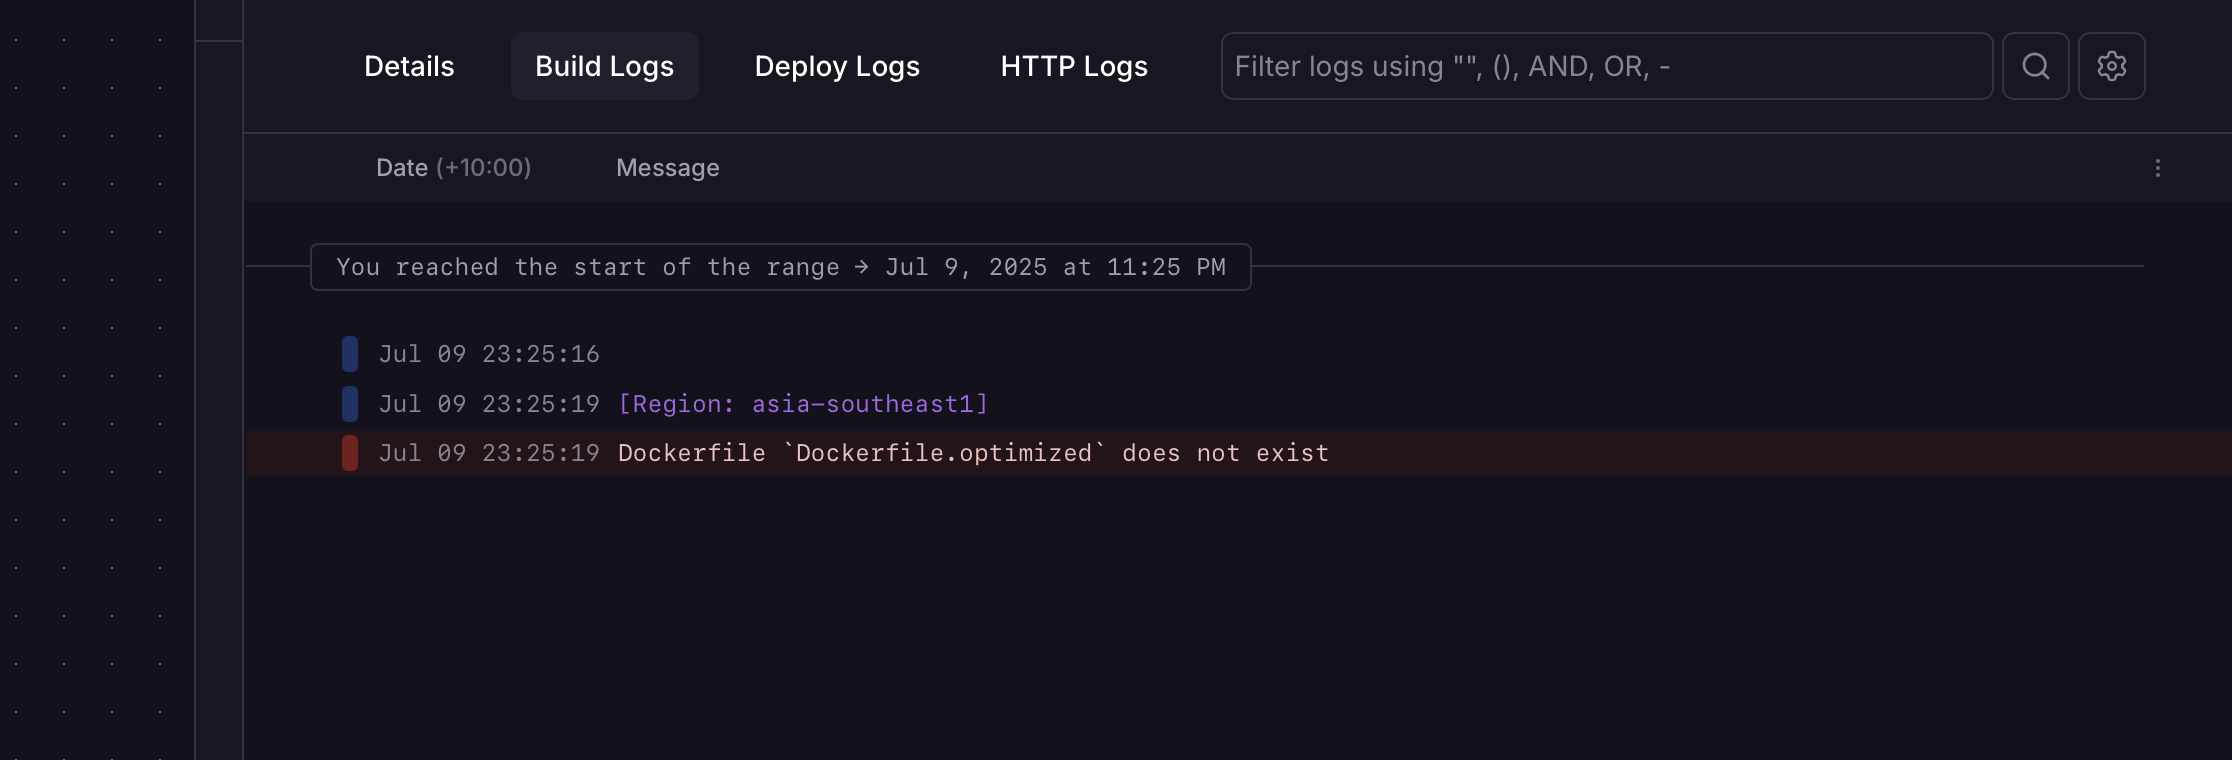 Details Build Logs Deploy Logs HTTP Logs Filter logs using "", (), AND, OR, -
Date (+10:00) Message
You reached the start of the range → Jul 9, 2025 at 11:25 PM
Jul 09 23:25:16
Jul 09 23:25:19 [Region: asia-southeast1]
Jul 09 23:25:19 Dockerfile `Dockerfile.optimized` does not exist